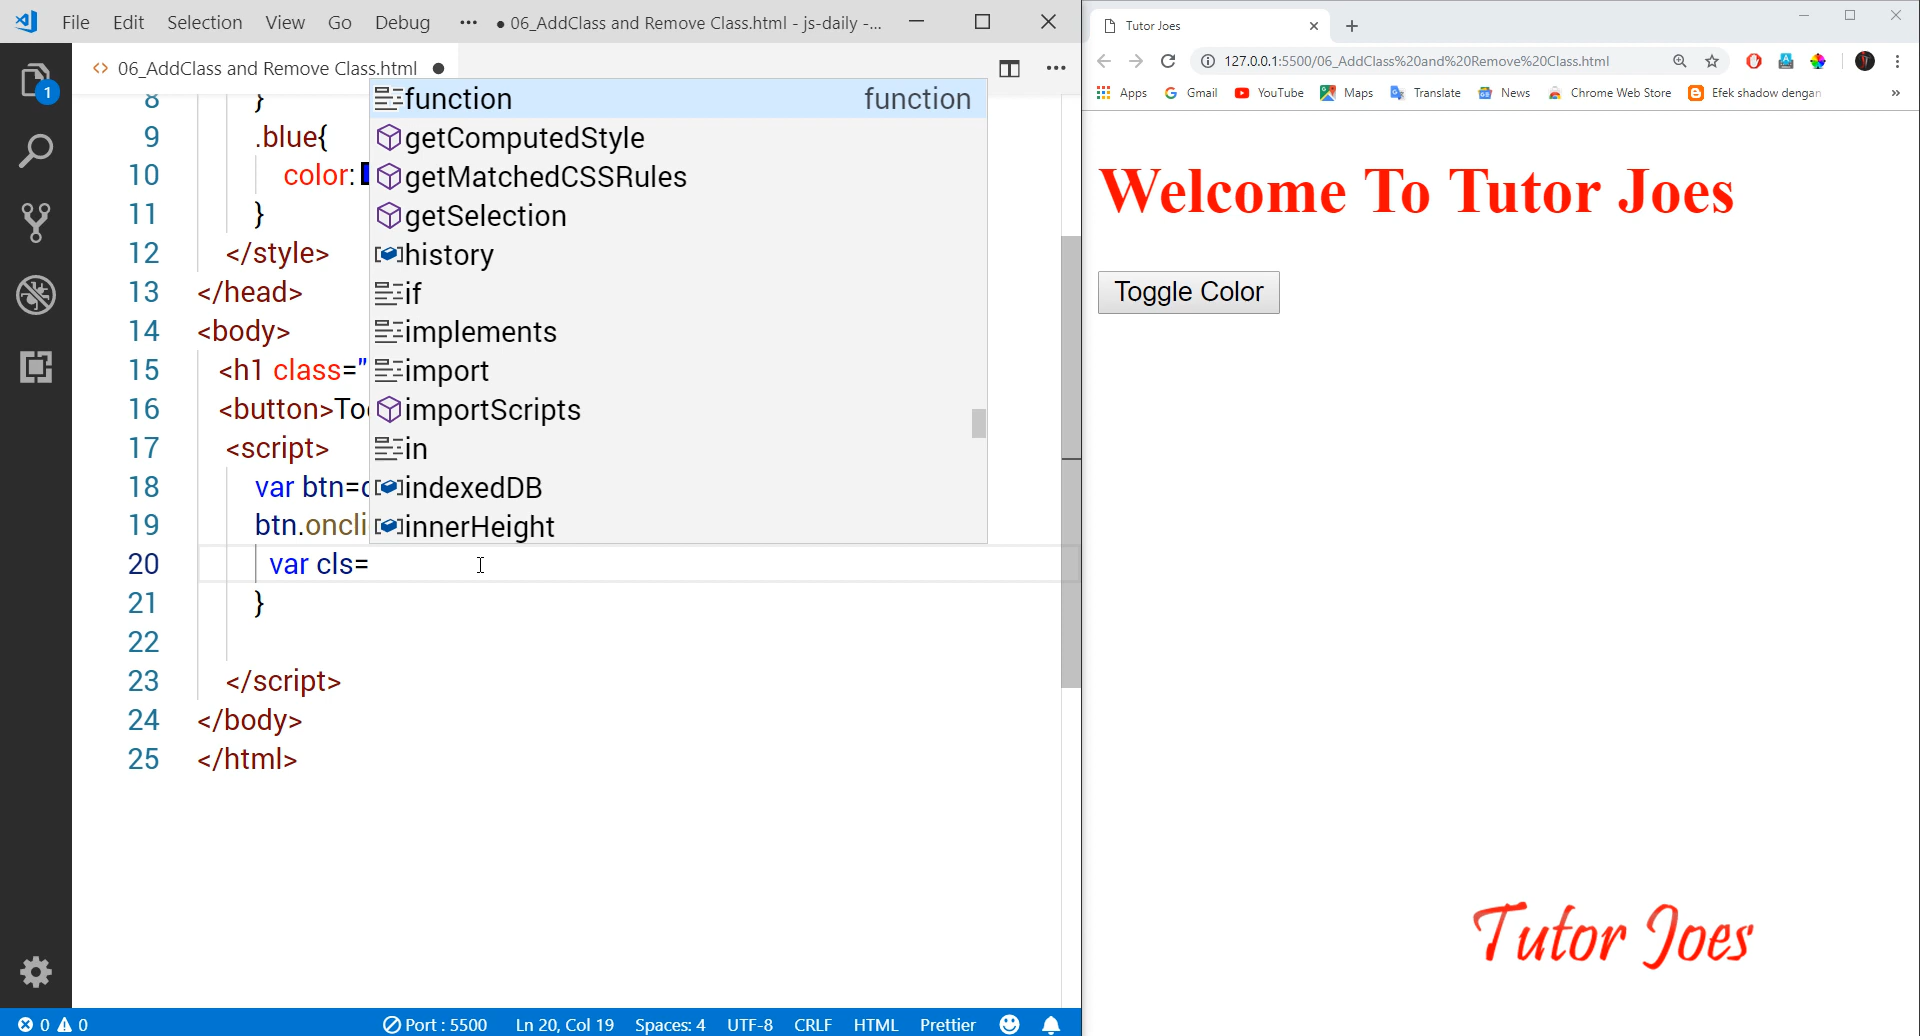 File Edit Selection View Go Debug ••• ● 06_AddClass and Remove Class.html - js-daily -...
<> 06_AddClass and Remove Class.html ●
1
8 }
9 .blue{
10 color:
11 }
12 </style>
13 </head>
14 <body>
15 <h1 class="
16 <button>To
17 <script>
18 var btn=
19 btn.oncli
20 var cls=
21 }
22
23 </script>
24 </body>
25 </html>
function function
getComputedStyle
getMatchedCSSRules
getSelection
history
if
implements
import
importScripts
in
indexedDB
innerHeight
0 0 Port : 5500 Ln 20, Col 19 Spaces: 4 UTF-8 CRLF HTML Prettier
Tutor Joes
127.0.0.1:5500/06_AddClass%20and%20Remove%20Class.html
Apps Gmail YouTube Maps Translate News Chrome Web Store Efek shadow dengan »
Welcome To Tutor Joes
Toggle Color
Tutor Joes